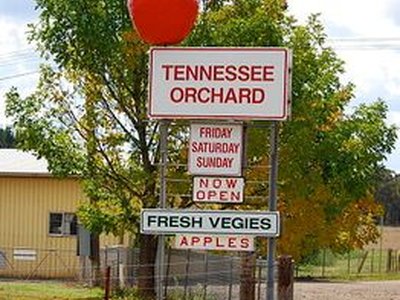 TENNESSEE
ORCHARD
FRIDAY
SATURDAY
SUNDAY
NOW
OPEN
FRESH VEGIES
APPLES